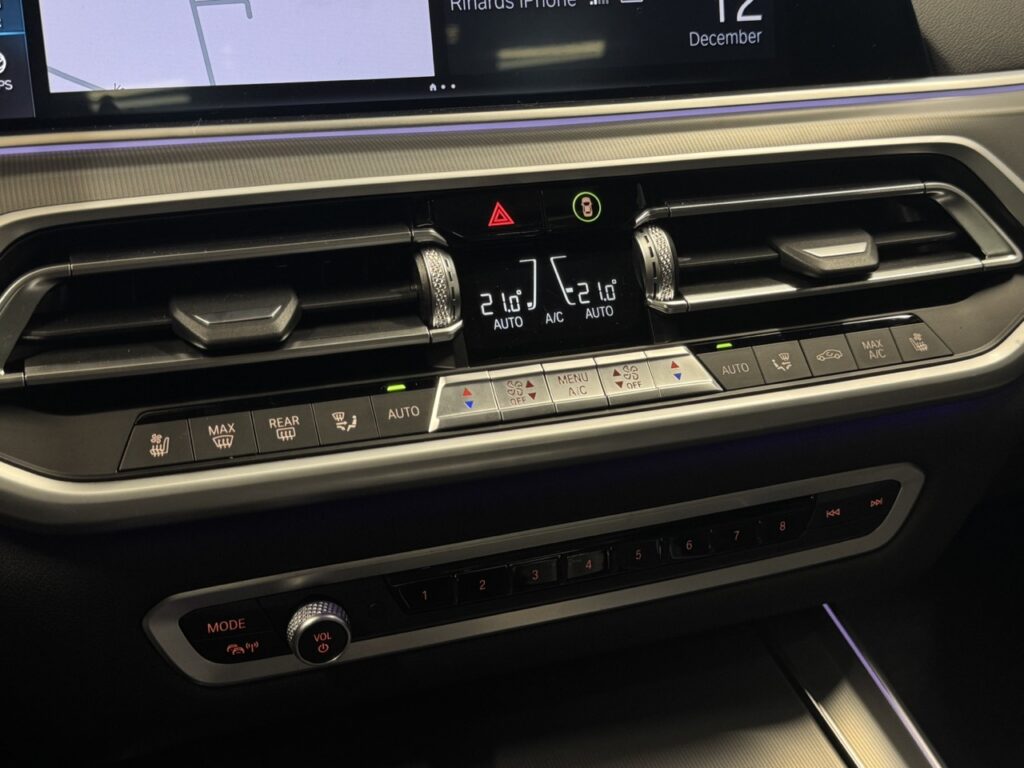 Rihards iPhone
12
December
PS
21.0° 21.0°
AUTO A/C AUTO
MAX
REAR
AUTO
OFF
MENU
A/C
OFF
AUTO
MAX
A/C
MODE
VOL
1 2 3 4 5 6 7 8